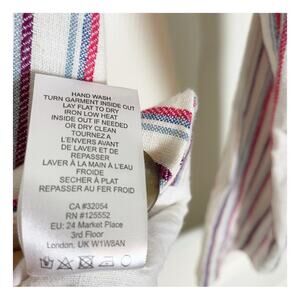 HAND WASH
TURN GARMENT INSIDE OUT
LAY FLAT TO DRY
IRON LOW HEAT
INSIDE OUT IF NEEDED
OR DRY CLEAN
TOURNEZ A
L'ENVERS AVANT
DE LAVER ET DE
REPASSER
LAVER À LA MAIN À L'EAU
FROIDE
SECHER À PLAT
REPASSER AU FER FROID
CA #32054
RN #125552
EU: 24 Market Place
3rd Floor
London, UK W1W8AN